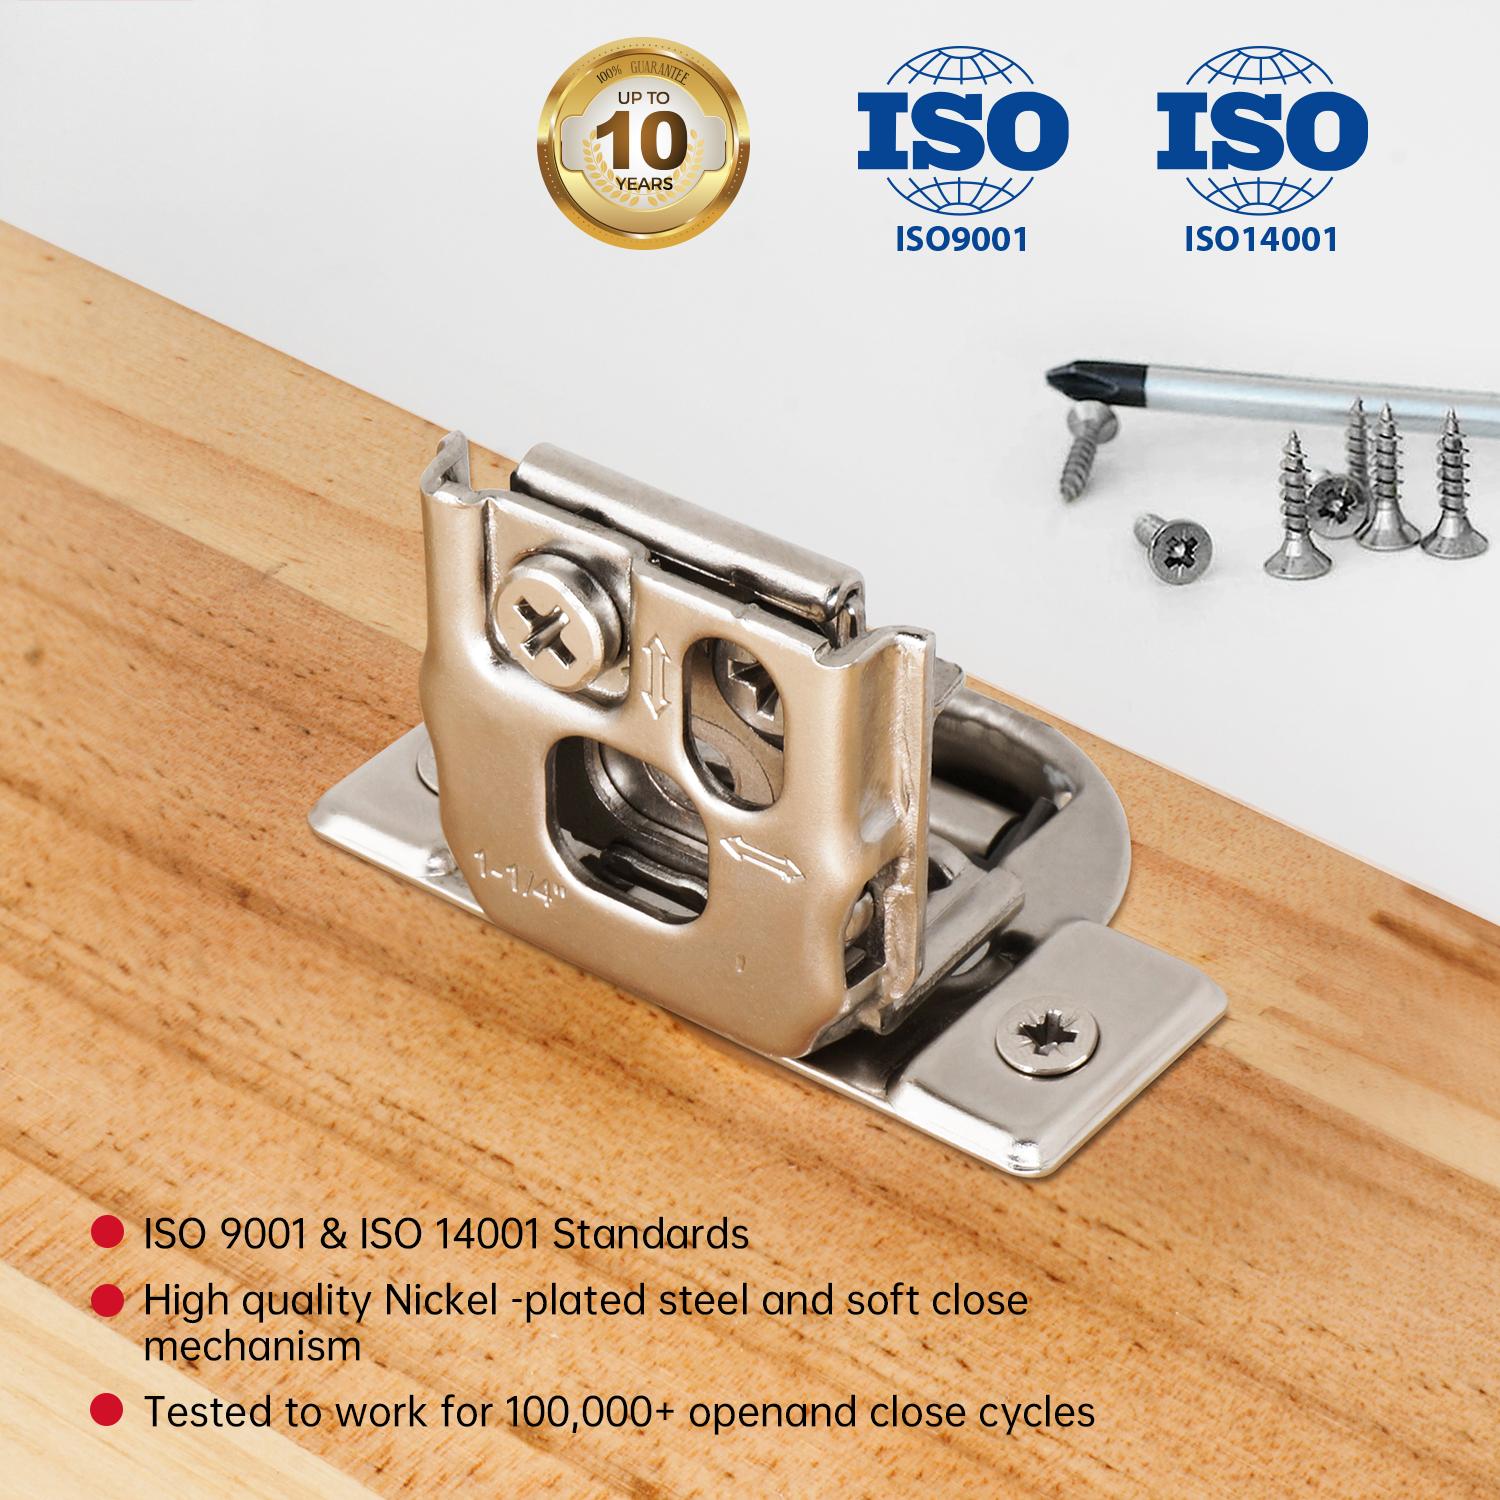 100% GUARANTEE
UP TO
10
YEARS
ISO
ISO9001
ISO
ISO14001
1-1/4"
ISO 9001 & ISO 14001 Standards
High quality Nickel -plated steel and soft close
mechanism
Tested to work for 100,000+ openand close cycles